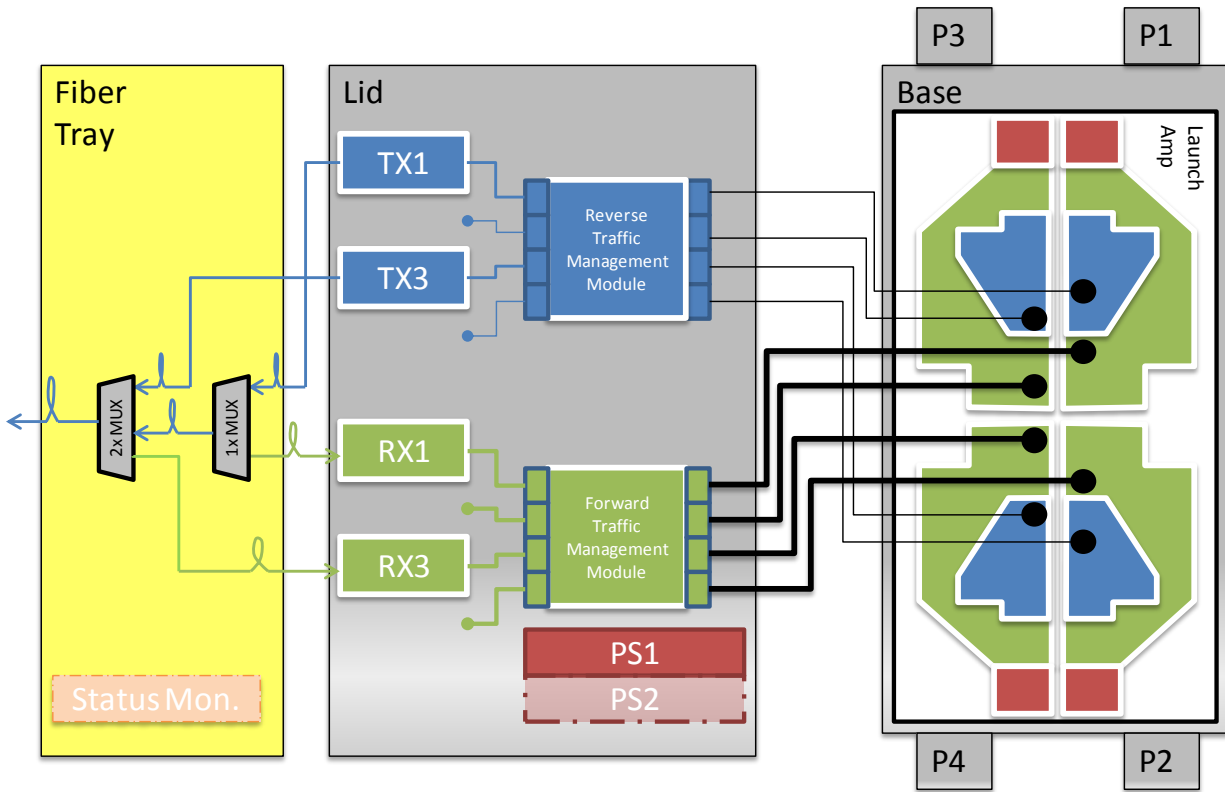 P3
P1
Fiber
Tray
Lid
Base
Launch
Amp
TX1
TX3
Reverse
Traffic
Management
Module
2x MUX
1x MUX
RX1
RX3
Forward
Traffic
Management
Module
PS1
PS2
Status Mon.
P4
P2